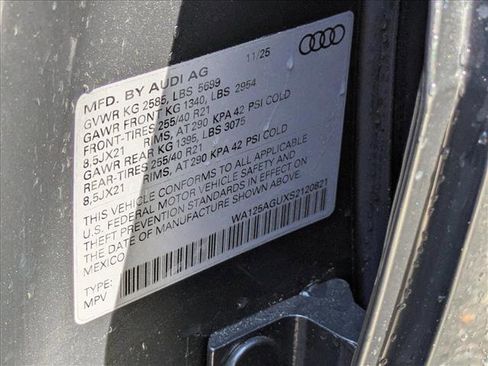 MFD. BY AUDI AG 11/25
GVWR KG 2585, LBS 5699
GAWR FRONT KG 1340, LBS 2954
FRONT-TIRES 255/40 R21
8,5JX21 RIMS, AT 290 KPA 42 PSI COLD
GAWR REAR KG 1395, LBS 3075
REAR-TIRES 255/40 R21
8,5JX21 RIMS, AT 290 KPA 42 PSI COLD
THIS VEHICLE CONFORMS TO ALL APPLICABLE
U.S. FEDERAL MOTOR VEHICLE SAFETY AND
THEFT PREVENTION STANDARDS IN EFFECT ON
THE DATE OF MANUFACTURE SHOWN ABOVE.
MEXICO WA125AGUXS2120821
TYPE:
MPV